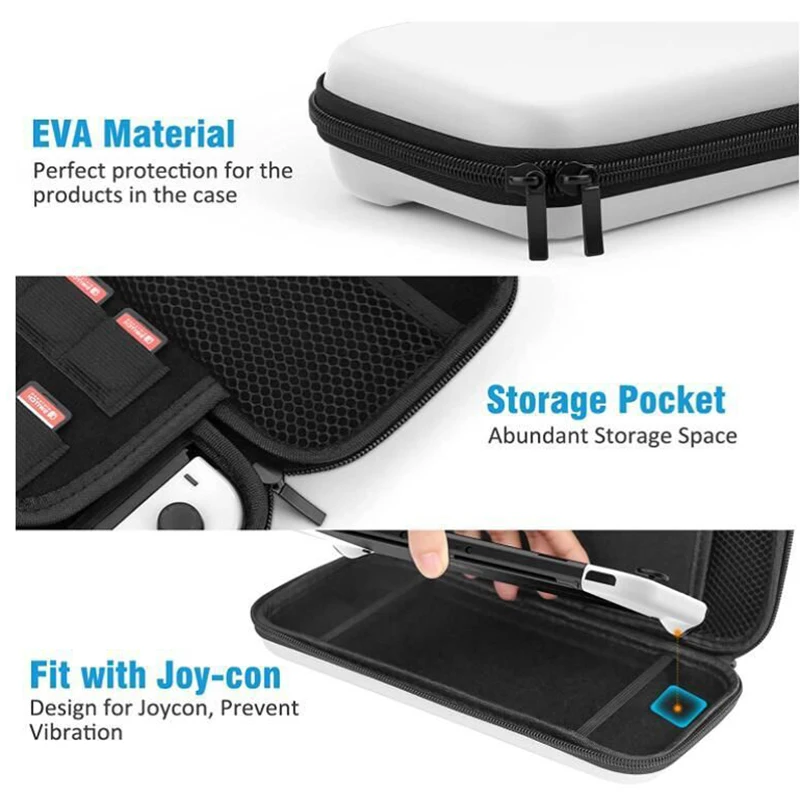 EVA Material
Perfect protection for the
products in the case
Storage Pocket
Abundant Storage Space
Fit with Joy-con
Design for Joycon, Prevent
Vibration